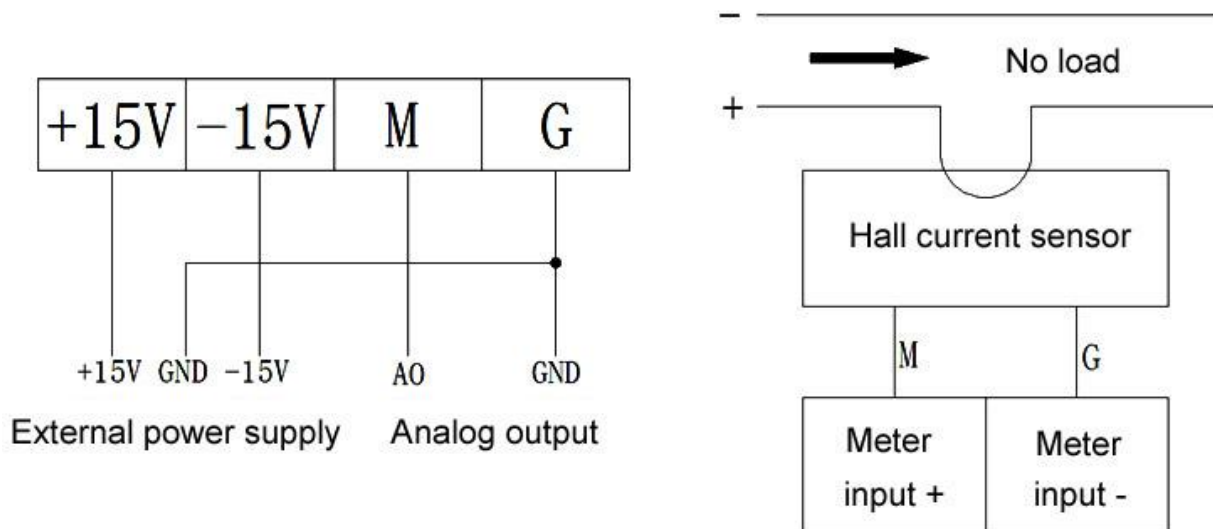 +15V -15V M G
+15V GND -15V AO GND
External power supply Analog output
-
No load
+
Hall current sensor
M G
Meter input +
Meter input -